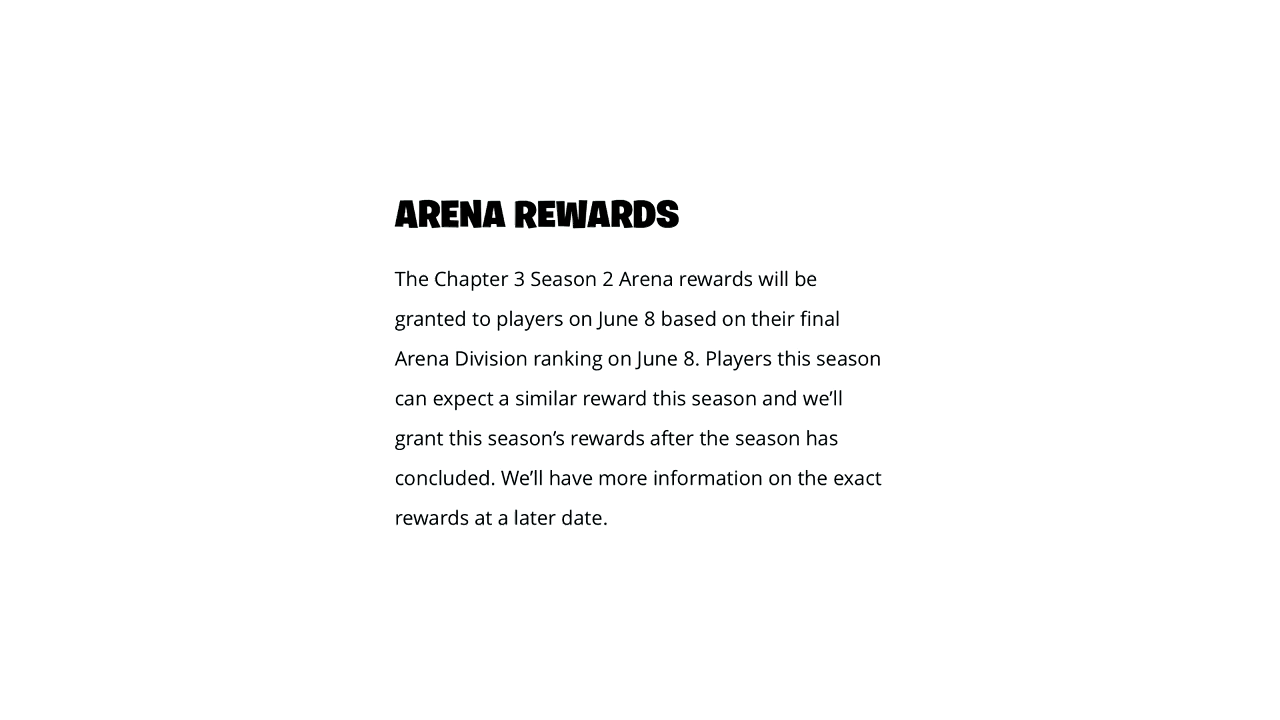 ARENA REWARDS
The Chapter 3 Season 2 Arena rewards will be
granted to players on June 8 based on their final
Arena Division ranking on June 8. Players this season
can expect a similar reward this season and we’ll
grant this season’s rewards after the season has
concluded. We’ll have more information on the exact
rewards at a later date.